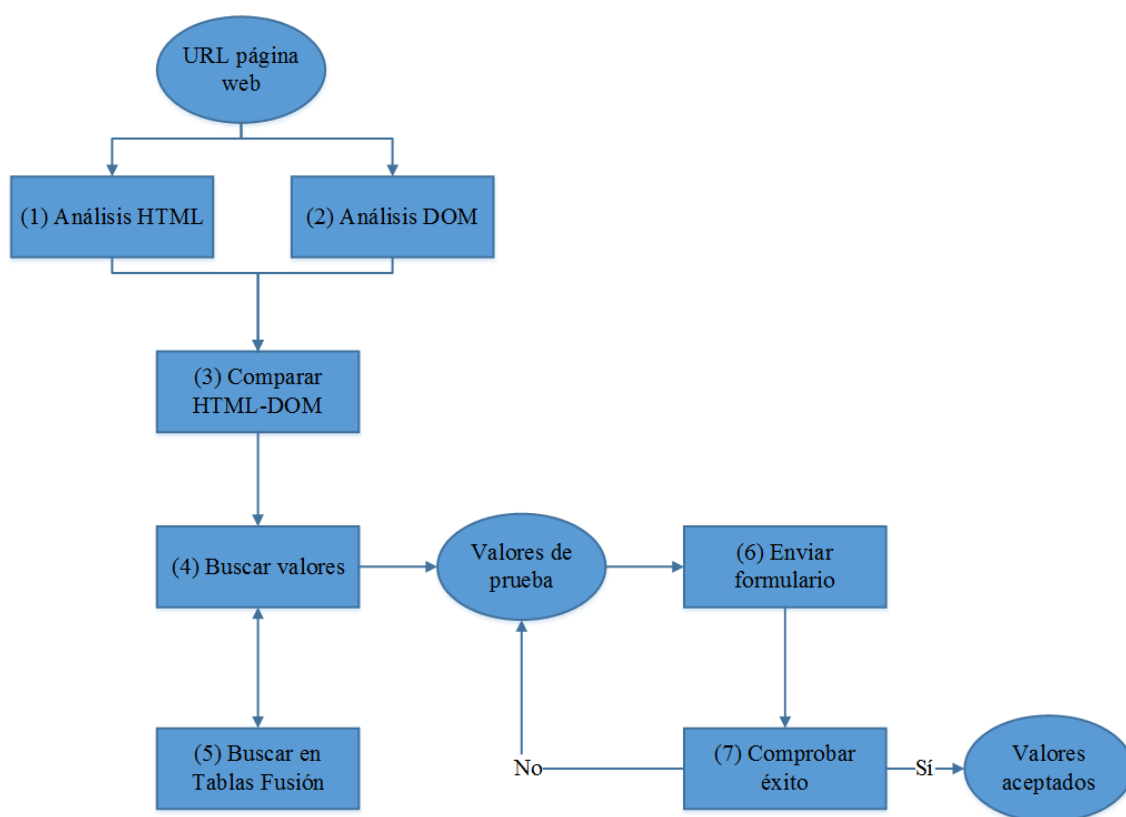 URL página
web
(1) Análisis HTML
(2) Análisis DOM
(3) Comparar
HTML-DOM
(4) Buscar valores
Valores de
prueba
(6) Enviar
formulario
(5) Buscar en
Tablas Fusión
No
(7) Comprobar
éxito
Sí
Valores
aceptados